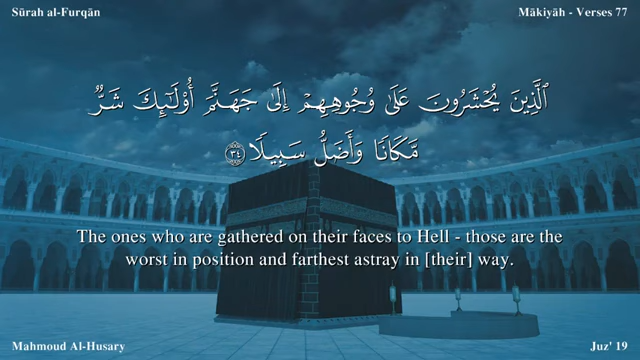 Sūrah al-Furqān
Mākiyāh - Verses 77
ٱلَّذِينَ يُحْشَرُونَ عَلَىٰ وُجُوهِهِمْ إِلَىٰ جَهَنَّمَ أُوْلَـٰٓئِكَ شَرٌّ
مَّكَانًا وَأَضَلُّ سَبِيلًا ٣٤
The ones who are gathered on their faces to Hell - those are the
worst in position and farthest astray in [their] way.
Mahmoud Al-Husary
Juz' 19